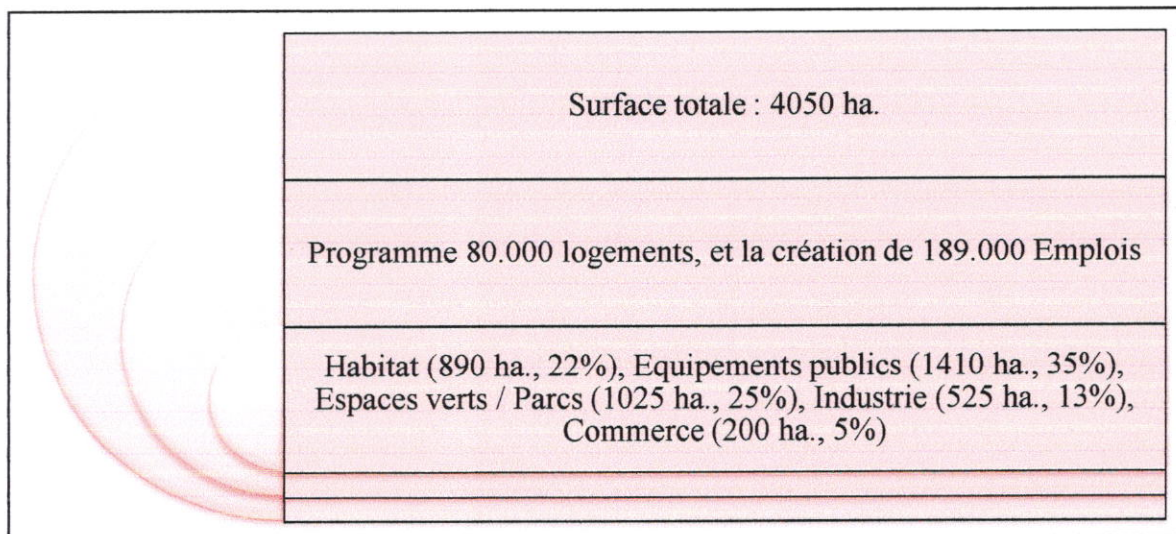 Surface totale : 4050 ha.
Programme 80.000 logements, et la création de 189.000 Emplois
Habitat (890 ha., 22%), Equipements publics (1410 ha., 35%),
Espaces verts / Parcs (1025 ha., 25%), Industrie (525 ha., 13%),
Commerce (200 ha., 5%)